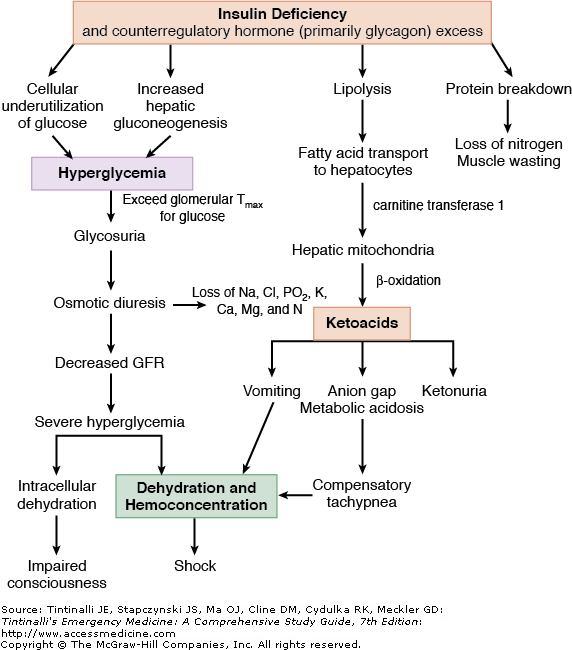 Insulin Deficiency
and counterregulatory hormone (primarily glycagon) excess
Cellular
underutilization
of glucose
Increased
hepatic
gluconeogenesis
Lipolysis
Protein breakdown
Loss of nitrogen
Muscle wasting
Hyperglycemia
Fatty acid transport
to hepatocytes
Exceed glomerular Tmax
for glucose
carnitine transferase 1
Glycosuria
Hepatic mitochondria
β-oxidation
Osmotic diuresis
Loss of Na, Cl, PO2, K,
Ca, Mg, and N
Ketoacids
Decreased GFR
Vomiting
Anion gap
Metabolic acidosis
Ketonuria
Severe hyperglycemia
Intracellular
dehydration
Dehydration and
Hemoconcentration
Compensatory
tachypnea
Impaired
consciousness
Shock
Source: Tintinalli JE, Stapczynski JS, Ma OJ, Cline DM, Cydulka RK, Meckler GD:
Tintinalli's Emergency Medicine: A Comprehensive Study Guide, 7th Edition:
http://www.accessmedicine.com
Copyright © The McGraw-Hill Companies, Inc. All rights reserved.